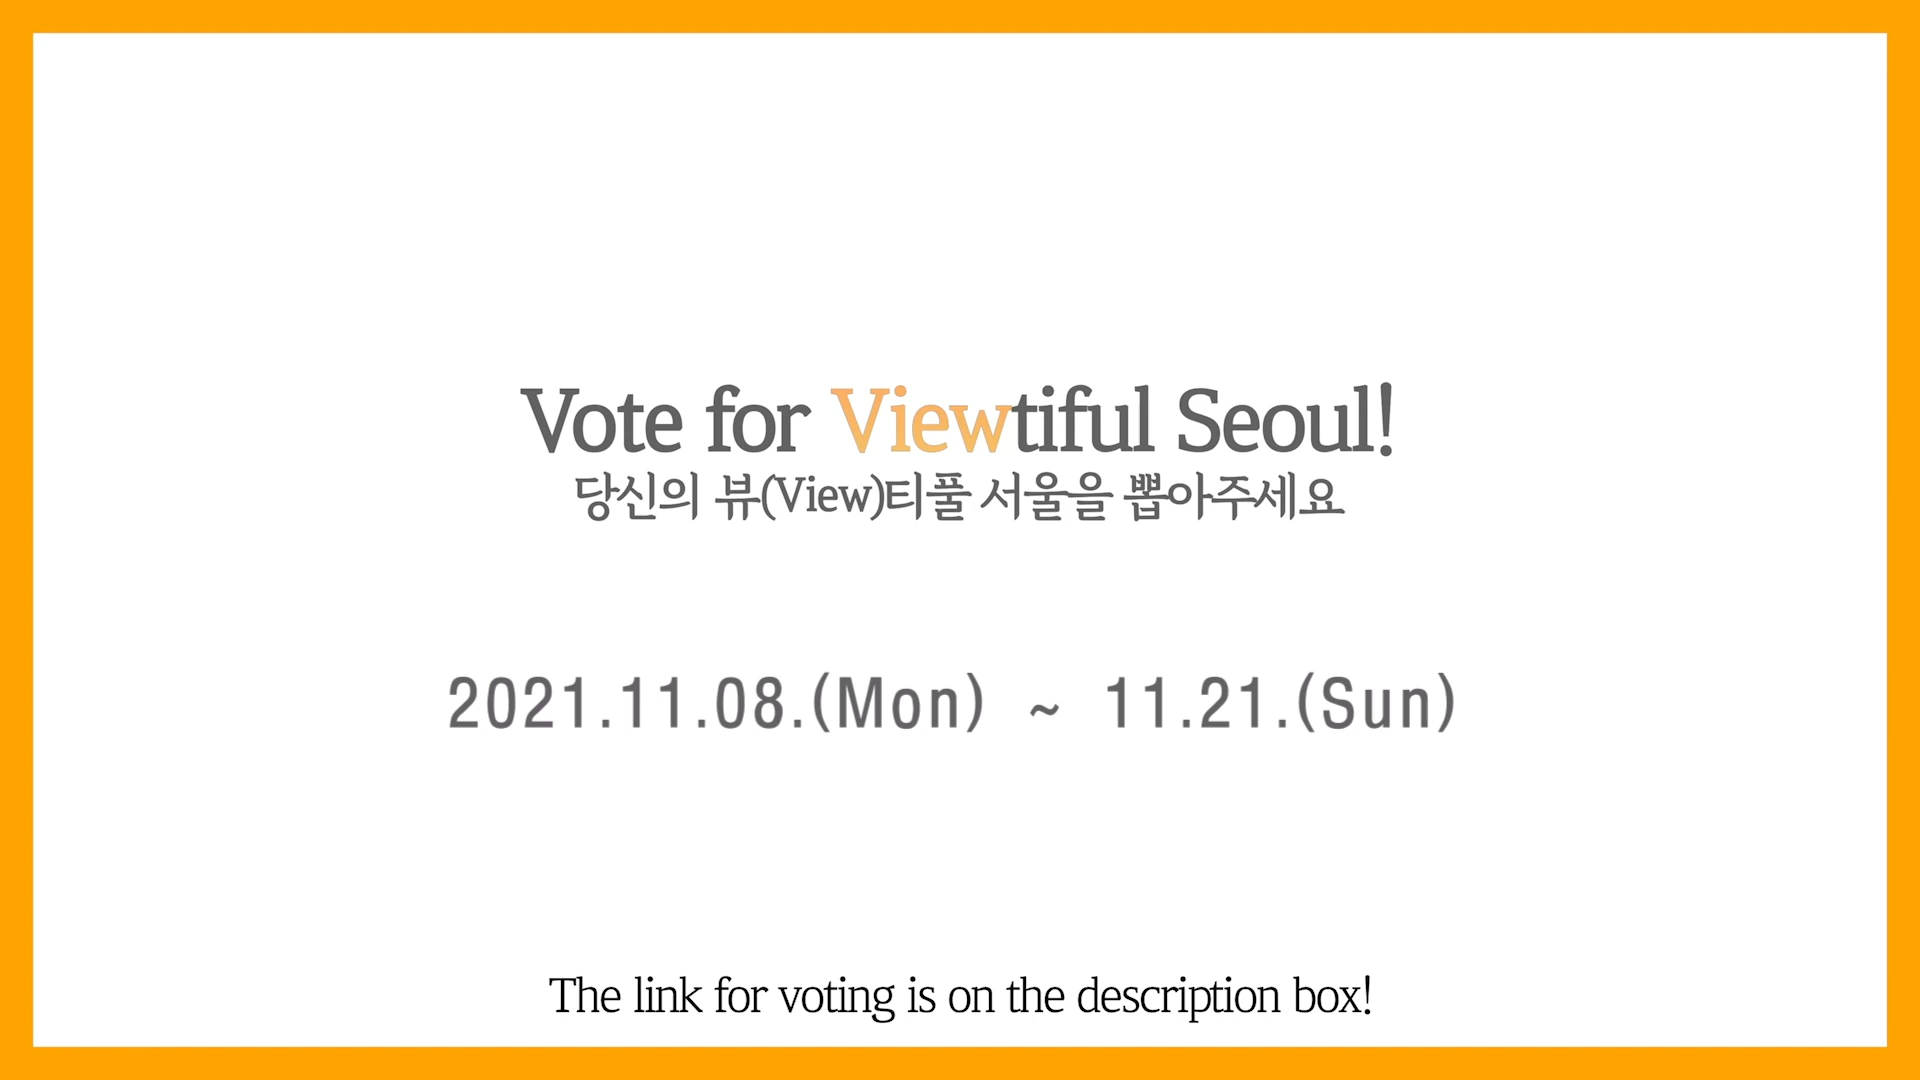 Vote for Viewtiful Seoul!
당신의 뷰(View)티풀 서울을 뽑아주세요
2021.11.08.(Mon) ~ 11.21.(Sun)
The link for voting is on the description box!